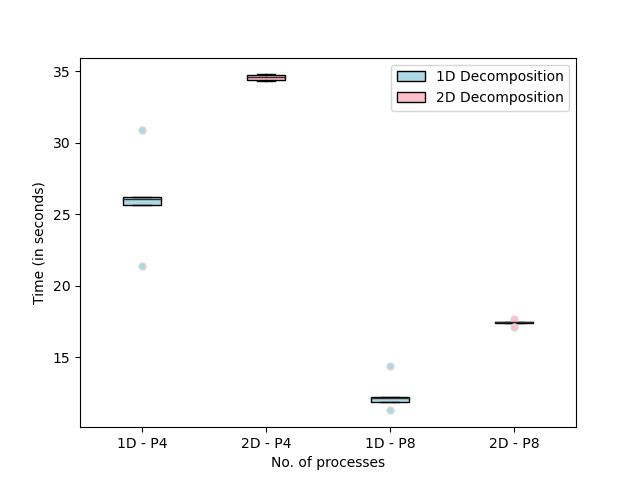 35
30
25
20
15
Time (in seconds)
1D Decomposition
2D Decomposition
1D - P4
2D - P4
1D - P8
2D - P8
No. of processes